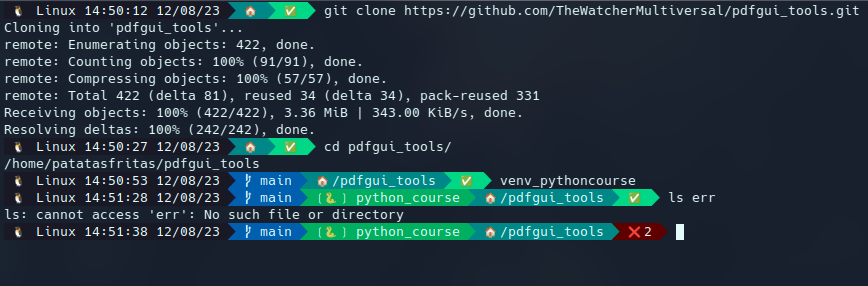 🐧 Linux 14:50:12 12/08/23 🏠 ✅ git clone https://github.com/TheWatcherMultiversal/pdfgui_tools.git
Cloning into 'pdfgui_tools'...
remote: Enumerating objects: 422, done.
remote: Counting objects: 100% (91/91), done.
remote: Compressing objects: 100% (57/57), done.
remote: Total 422 (delta 81), reused 34 (delta 34), pack-reused 331
Receiving objects: 100% (422/422), 3.36 MiB | 343.00 KiB/s, done.
Resolving deltas: 100% (242/242), done.
🐧 Linux 14:50:27 12/08/23 🏠 ✅ cd pdfgui_tools/
/home/patatasfritas/pdfgui_tools
🐧 Linux 14:50:53 12/08/23 main 🏠/pdfgui_tools ✅ venv_pythoncourse
🐧 Linux 14:51:28 12/08/23 main (🐍) python_course 🏠/pdfgui_tools ✅ ls err
ls: cannot access 'err': No such file or directory
🐧 Linux 14:51:38 12/08/23 main (🐍) python_course 🏠/pdfgui_tools ❌2